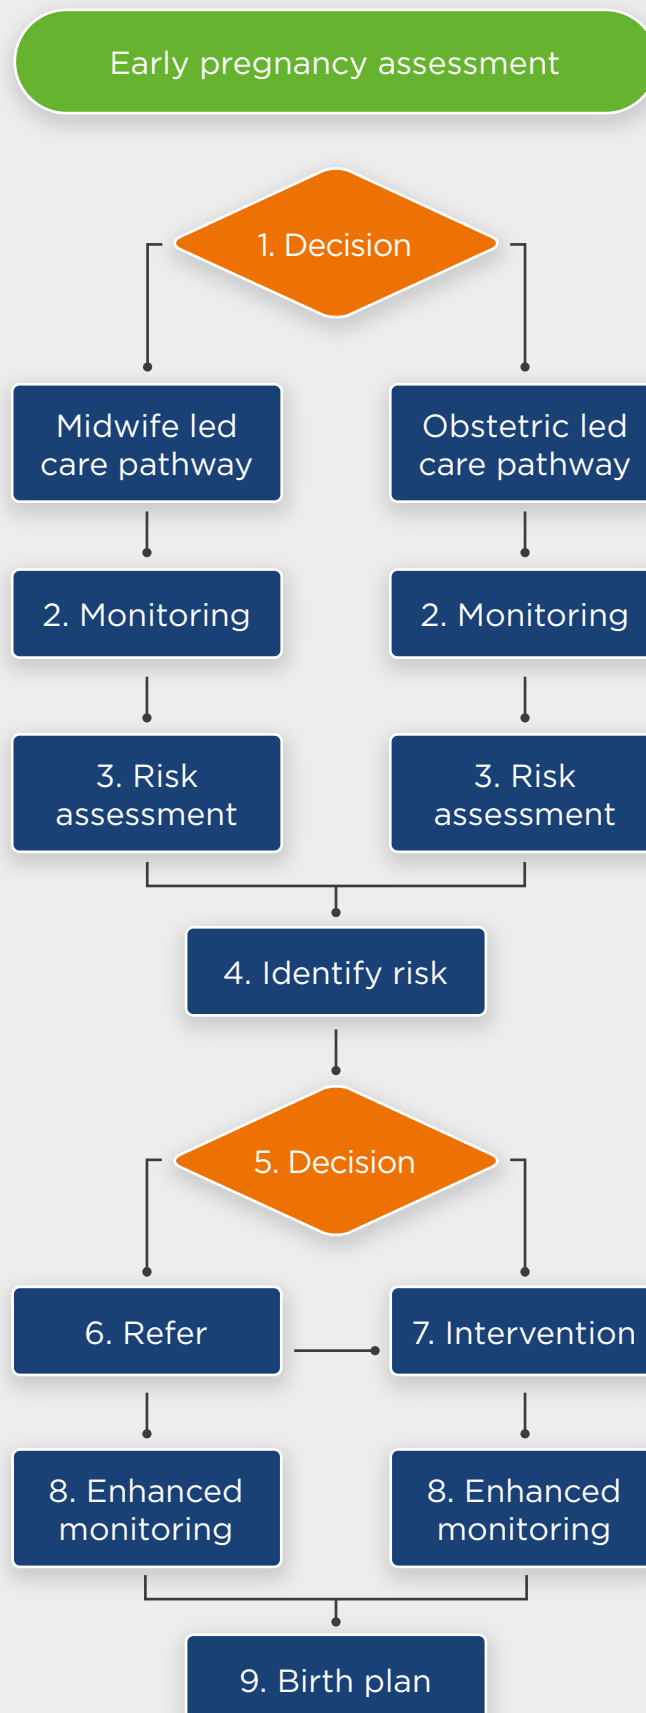 Early pregnancy assessment
1. Decision
Midwife led
care pathway
Obstetric led
care pathway
2. Monitoring
2. Monitoring
3. Risk
assessment
3. Risk
assessment
4. Identify risk
5. Decision
6. Refer
7. Intervention
8. Enhanced
monitoring
8. Enhanced
monitoring
9. Birth plan